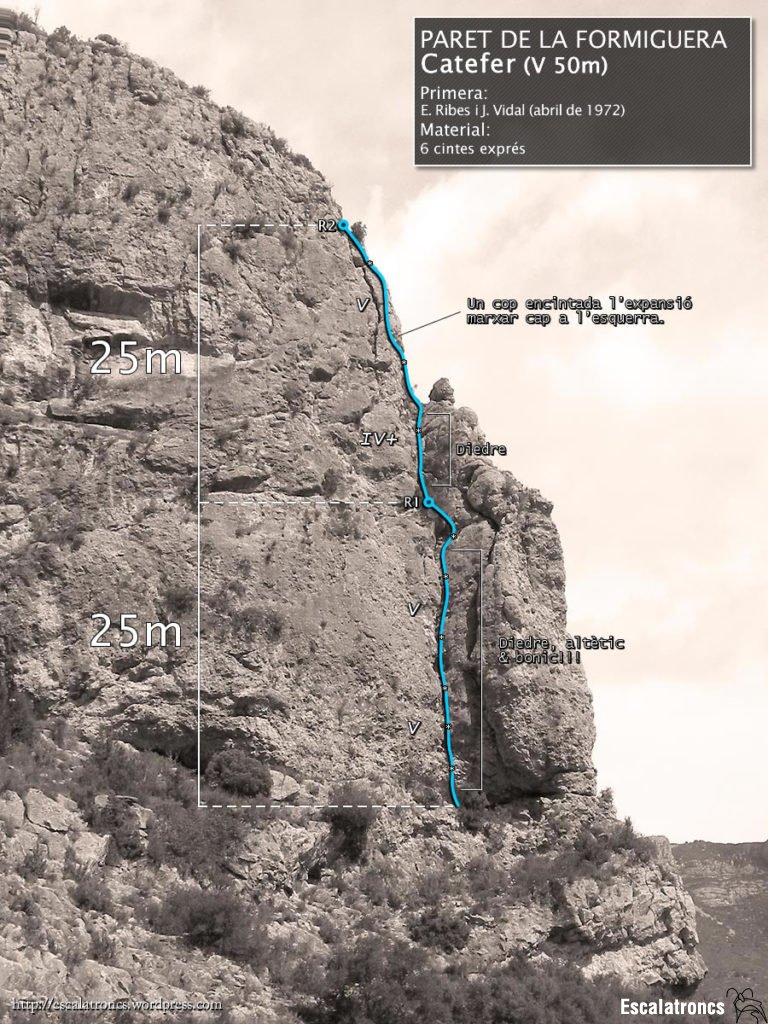 PARET DE LA FORMIGUERA
Catefer (V 50m)
Primera:
E. Ribes i J. Vidal (abril de 1972)
Material:
6 cintes exprés
R2
V
Un cop encintada l'expansió
marxar cap a l'esquerra.
25m
IV+
Diedre
R1
V
25m
Diedre, altètic
& bonic!!!
V
http://escalatroncs.wordpress.com
Escalatroncs